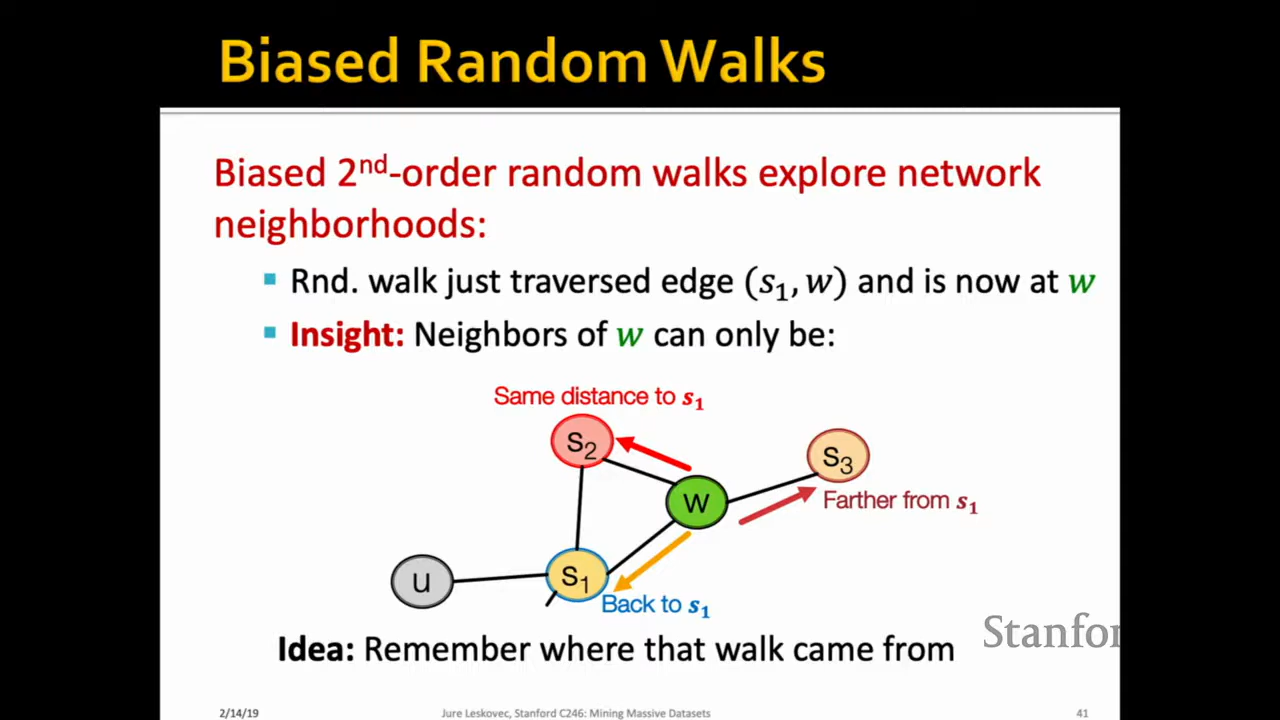 Biased Random Walks
Biased 2nd-order random walks explore network
neighborhoods:
Rnd. walk just traversed edge (s1, w) and is now at w
Insight: Neighbors of w can only be:
Same distance to s1
S2
S3
W
Farther from s1
U
S1
Back to s1
Idea: Remember where that walk came from
Stanfor
2/14/19
Jure Leskovec, Stanford C246: Mining Massive Datasets
41